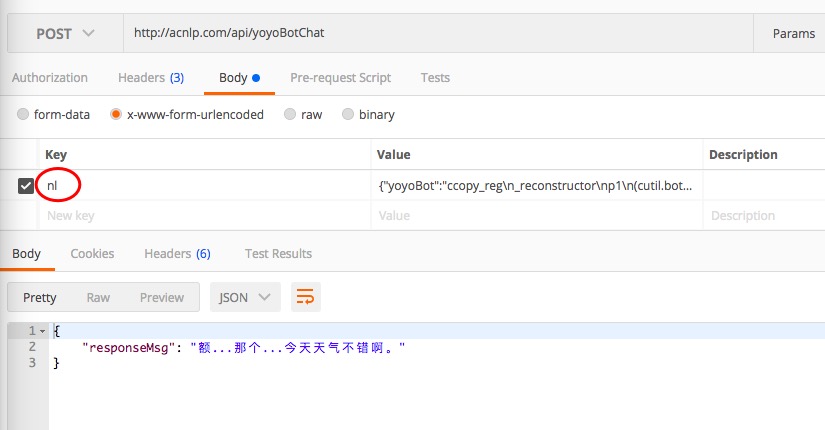 POST http://acnlp.com/api/yoyoBotChat Params
Authorization Headers (3) Body Pre-request Script Tests
form-data x-www-form-urlencoded raw binary
Key Value Description
nl {"yoyoBot":"ccopy_reg\n_reconstructor\np1\n(cutil.bot...
New key Value Description
Body Cookies Headers (6) Test Results
Pretty Raw Preview JSON
1 {
2 "responseMsg": "额...那个...今天天气不错啊。"
3 }